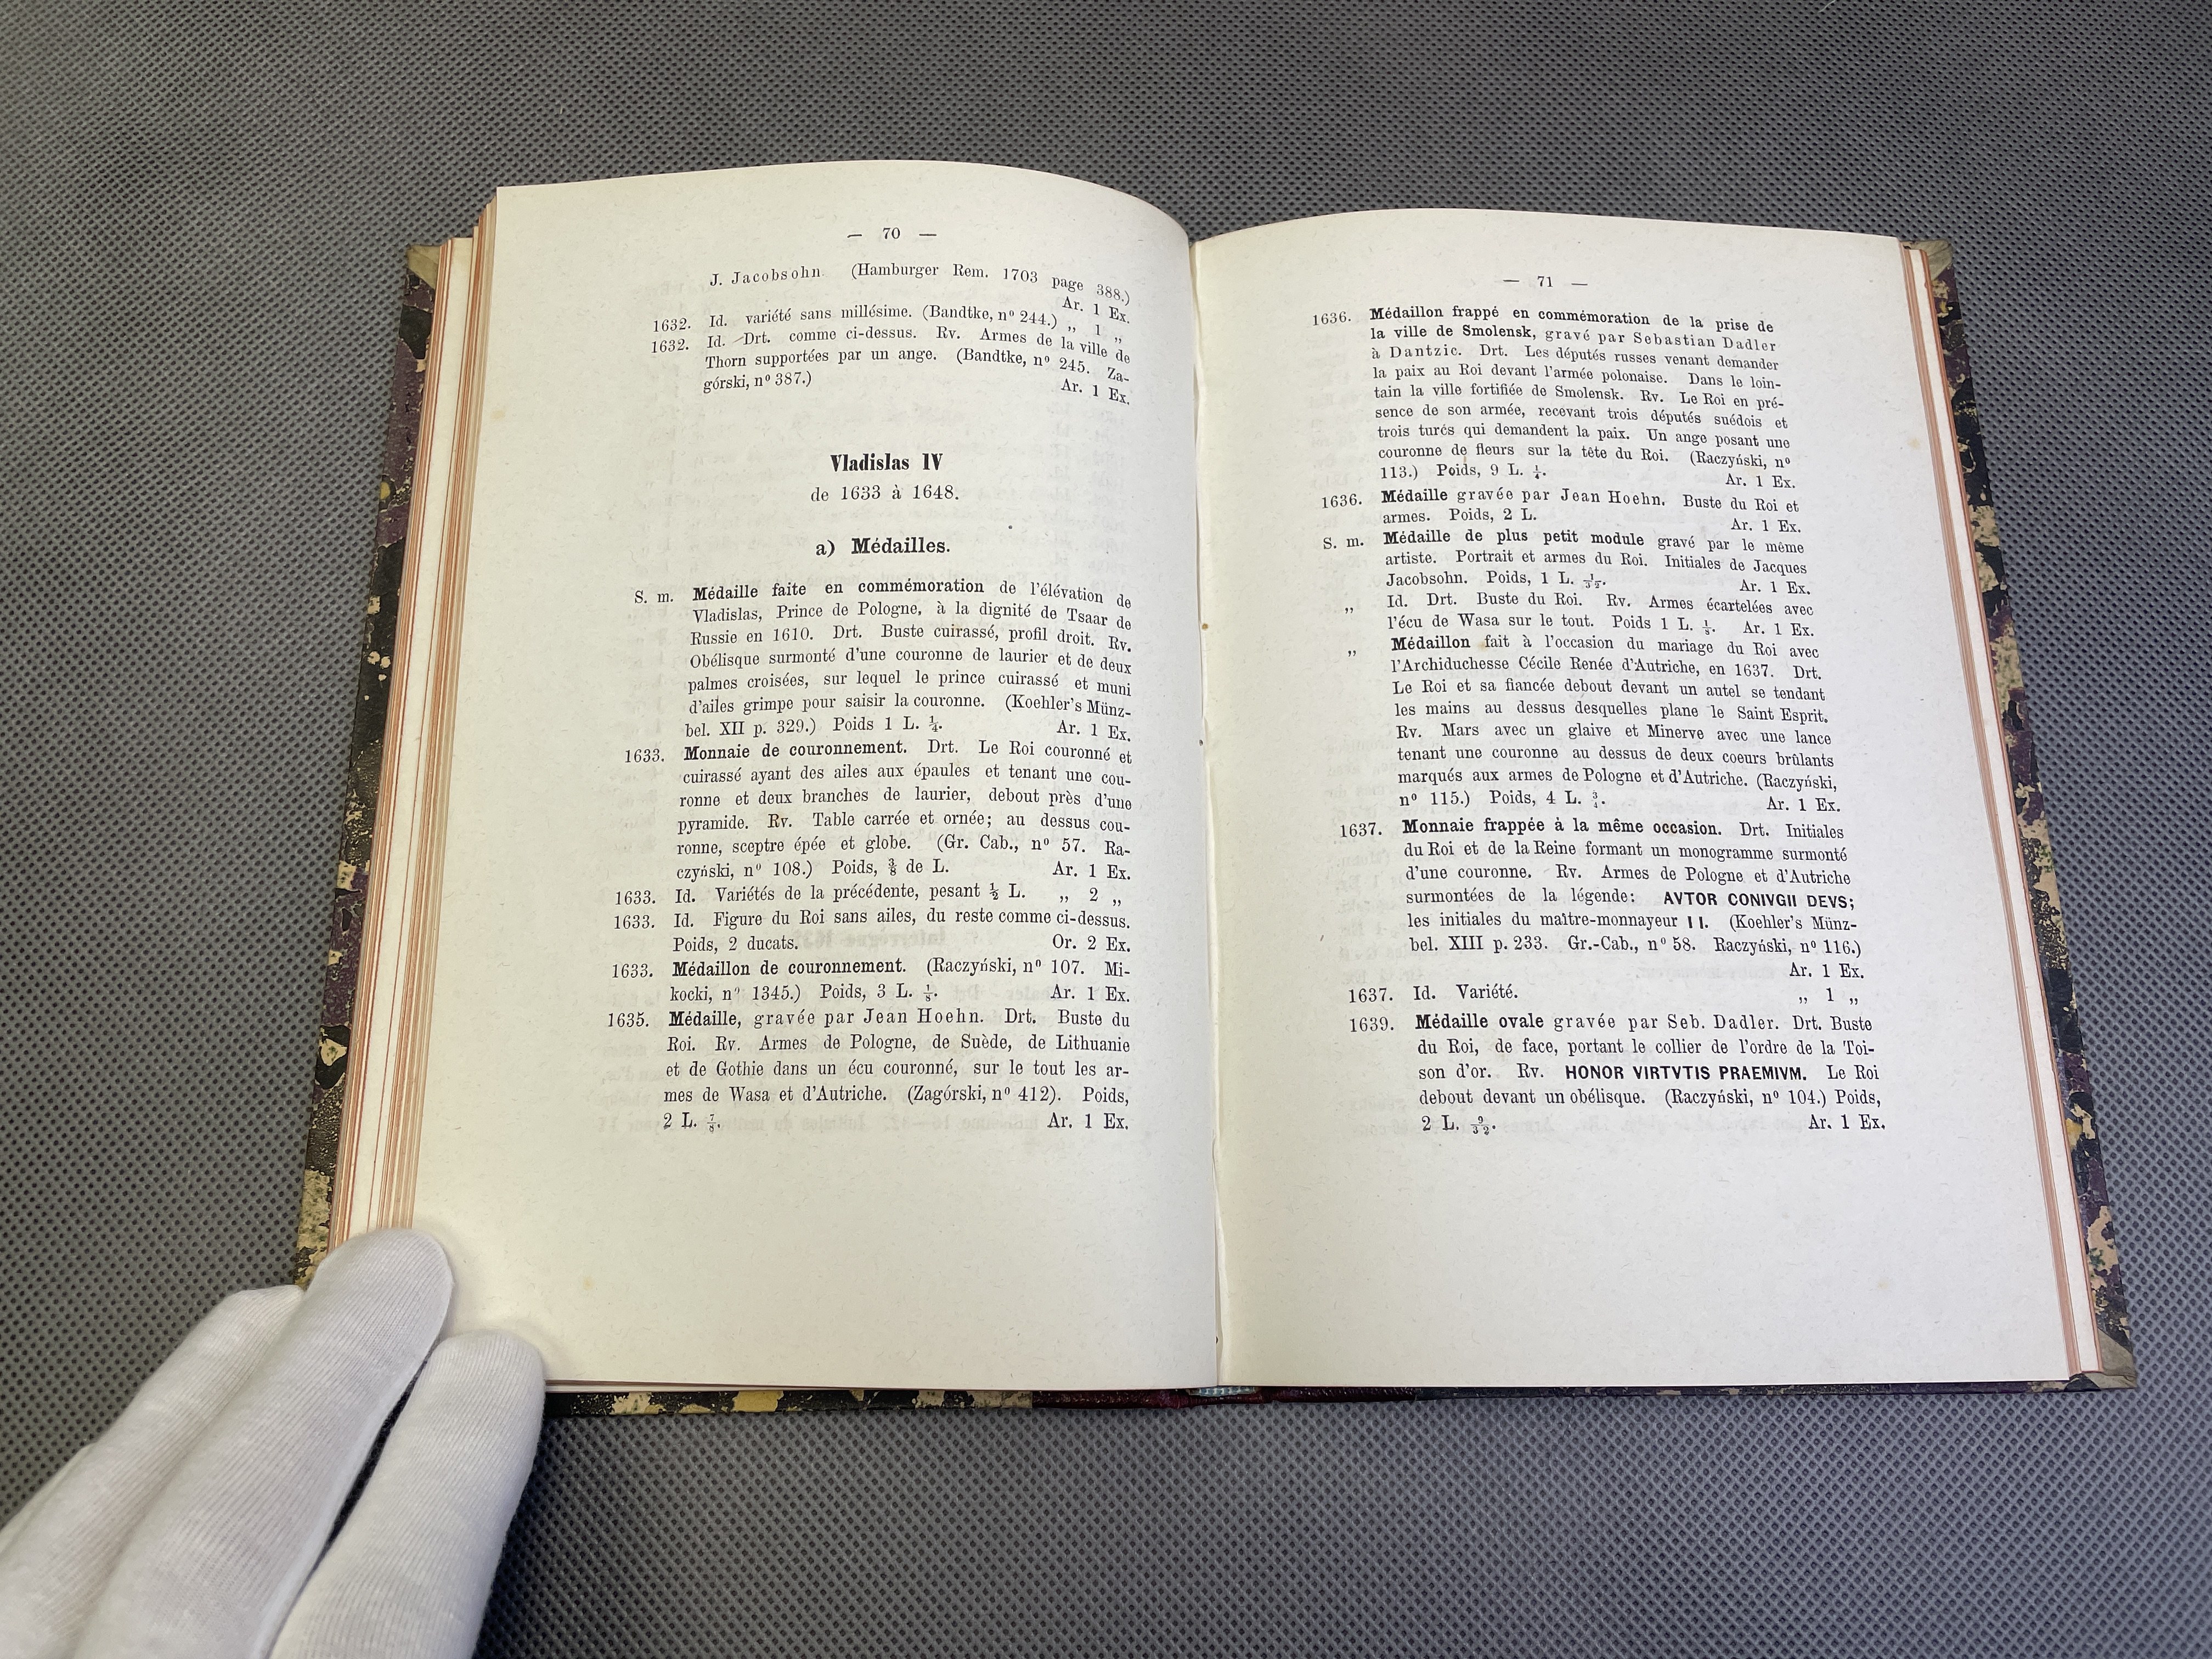 — 70 —
J. Jacobsohn (Hamburger Rem. 1703 page 388.)
Ar. 1 Ex.
1632. Id. variété sans millésime. (Bandtke, nº 244.) „ 1 „
1632. Id. Drt. comme ci-dessus. Rv. Armes de la ville de
Thorn supportées par un ange. (Bandtke, nº 245. Za-
górski, nº 387.) Ar. 1 Ex.
Vladislas IV
de 1633 à 1648.
a) Médailles.
S. m. Médaille faite en commémoration de l'élévation de
Vladislas, Prince de Pologne, à la dignité de Tsaar de
Russie en 1610. Drt. Buste cuirassé, profil droit. Rv.
Obélisque surmonté d'une couronne de laurier et de deux
palmes croisées, sur lequel le prince cuirassé et muni
d'ailes grimpe pour saisir la couronne. (Koehler's Münz-
bel. XII p. 329.) Poids 1 L. 1/4. Ar. 1 Ex.
1633. Monnaie de couronnement. Drt. Le Roi couronné et
cuirassé ayant des ailes aux épaules et tenant une cou-
ronne et deux branches de laurier, debout près d'une
pyramide. Rv. Table carrée et ornée; au dessus cou-
ronne, sceptre épée et globe. (Gr. Cab., nº 57. Ra-
czyński, nº 108.) Poids, 3/8 de L. Ar. 1 Ex.
1633. Id. Variétés de la précédente, pesant 1/2 L. „ 2 „
1633. Id. Figure du Roi sans ailes, du reste comme ci-dessus.
Poids, 2 ducats. Or. 2 Ex.
1633. Médaillon de couronnement. (Raczyński, nº 107. Mi-
kocki, nº 1345.) Poids, 3 L. 1/8. Ar. 1 Ex.
1635. Médaille, gravée par Jean Hoehn. Drt. Buste du
Roi. Rv. Armes de Pologne, de Suède, de Lithuanie
et de Gothie dans un écu couronné, sur le tout les ar-
mes de Wasa et d'Autriche. (Zagórski, nº 412). Poids,
2 L. 7/8. Ar. 1 Ex.
— 71 —
1636. Médaillon frappé en commémoration de la prise de
la ville de Smolensk, gravé par Sebastian Dadler
à Dantzic. Drt. Les députés russes venant demander
la paix au Roi devant l'armée polonaise. Dans le loin-
tain la ville fortifiée de Smolensk. Rv. Le Roi en pré-
sence de son armée, recevant trois députés suédois et
trois turcs qui demandent la paix. Un ange posant une
couronne de fleurs sur la tête du Roi. (Raczyński, nº
113.) Poids, 9 L. 1/4. Ar. 1 Ex.
1636. Médaille gravée par Jean Hoehn. Buste du Roi et
armes. Poids, 2 L. Ar. 1 Ex.
S. m. Médaille de plus petit module gravé par le même
artiste. Portrait et armes du Roi. Initiales de Jacques
Jacobsohn. Poids, 1 L. 1/32. Ar. 1 Ex.
„ Id. Drt. Buste du Roi. Rv. Armes écartelées avec
l'écu de Wasa sur le tout. Poids 1 L. 1/8. Ar. 1 Ex.
„ Médaillon fait à l'occasion du mariage du Roi avec
l'Archiduchesse Cécile Renée d'Autriche, en 1637. Drt.
Le Roi et sa fiancée debout devant un autel se tendant
les mains au dessus desquelles plane le Saint Esprit.
Rv. Mars avec un glaive et Minerve avec une lance
tenant une couronne au dessus de deux coeurs brûlants
marqués aux armes de Pologne et d'Autriche. (Raczyński,
nº 115.) Poids, 4 L. 3/4. Ar. 1 Ex.
1637. Monnaie frappée à la même occasion. Drt. Initiales
du Roi et de la Reine formant un monogramme surmonté
d'une couronne. Rv. Armes de Pologne et d'Autriche
surmontées de la légende: AVTOR CONIVGII DEVS;
les initiales du maître-monnayeur I I. (Koehler's Münz-
bel. XIII p. 233. Gr.-Cab., nº 58. Raczyński, nº 116.)
Ar. 1 Ex.
1637. Id. Variété. „ 1 „
1639. Médaille ovale gravée par Seb. Dadler. Drt. Buste
du Roi, de face, portant le collier de l'ordre de la Toi-
son d'or. Rv. HONOR VIRTVTIS PRAEMIVM. Le Roi
debout devant un obélisque. (Raczyński, nº 104.) Poids,
2 L. 9/32. Ar. 1 Ex.